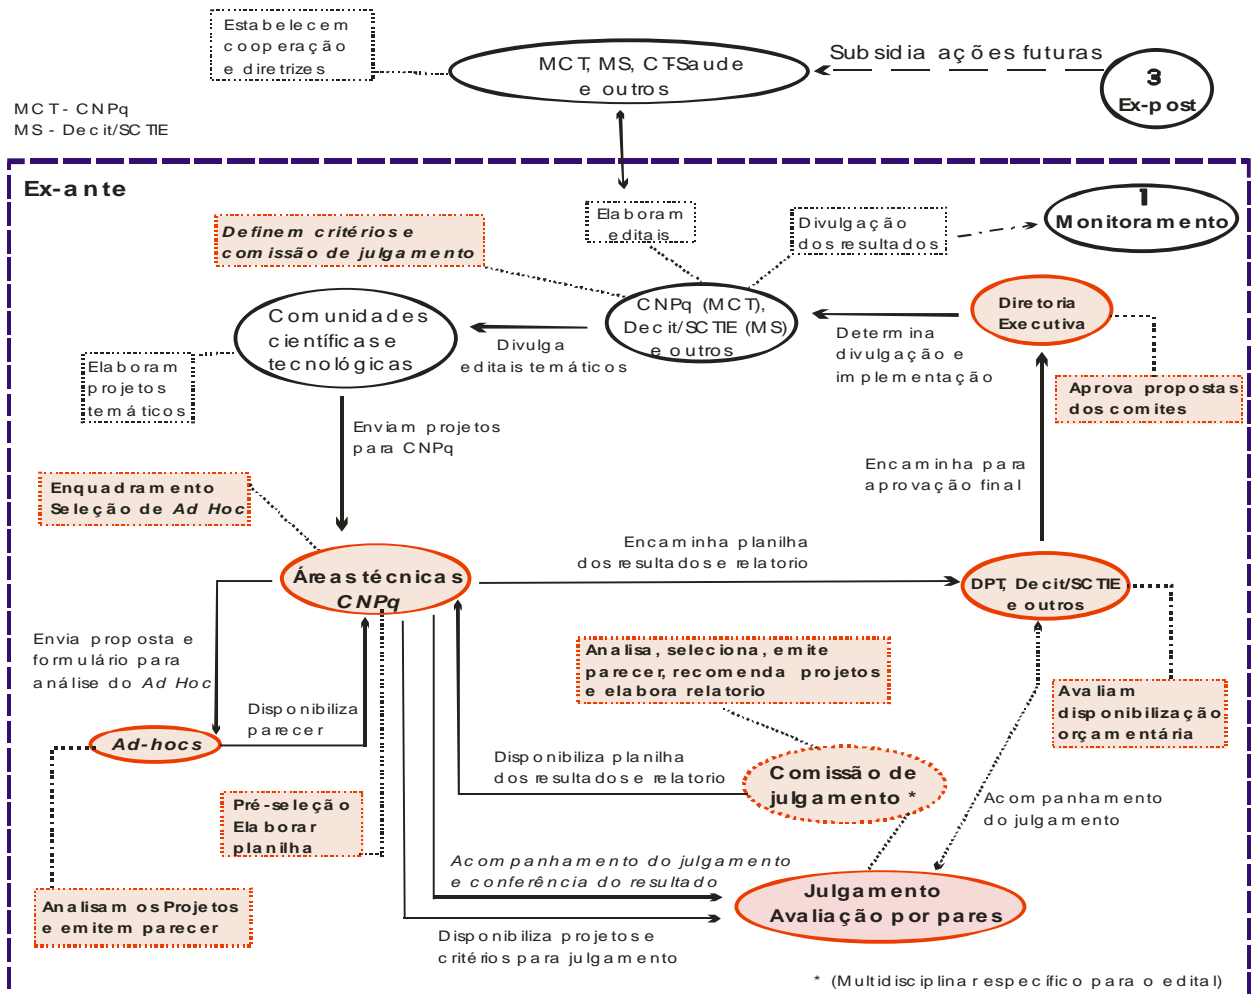 Estabelecem
cooperação
e diretrizes
MCT, MS, CT-Saude
e outros
Subsidia ações futuras
3
Ex-post
MCT - CNPq
MS - Decit/SCTIE
Ex-ante
Definem critérios e
comissão de julgamento
Elaboram
editais
Divulgação
dos resultados
1
Monitoramento
Comunidades
científicas e
tecnológicas
CNPq (MCT),
Decit/SCTIE (MS)
e outros
Diretoria
Executiva
Divulga
editais temáticos
Determina
divulgação e
implementação
Elaboram
projetos
temáticos
Aprova propostas
dos comites
Enviam projetos
para CNPq
Encaminha para
aprovação final
Enquadramento
Seleção de Ad Hoc
Áreas técnicas
CNPq
Encaminha planilha
dos resultados e relatorio
DPT, Decit/SCTIE
e outros
Envia proposta e
formulário para
análise do Ad Hoc
Analisa, seleciona, emite
parecer, recomenda projetos
e elabora relatorio
Avaliam
disponibilização
orçamentária
Disponibiliza
parecer
Ad-hocs
Disponibiliza planilha
dos resultados e relatorio
Comissão de
julgamento *
Acompanhamento
do julgamento
Pré-seleção
Elaborar
planilha
Acompanhamento do julgamento
e conferência do resultado
Julgamento
Avaliação por pares
Analisam os Projetos
e emitem parecer
Disponibiliza projetos e
critérios para julgamento
* (Multidisciplinar específico para o edital)